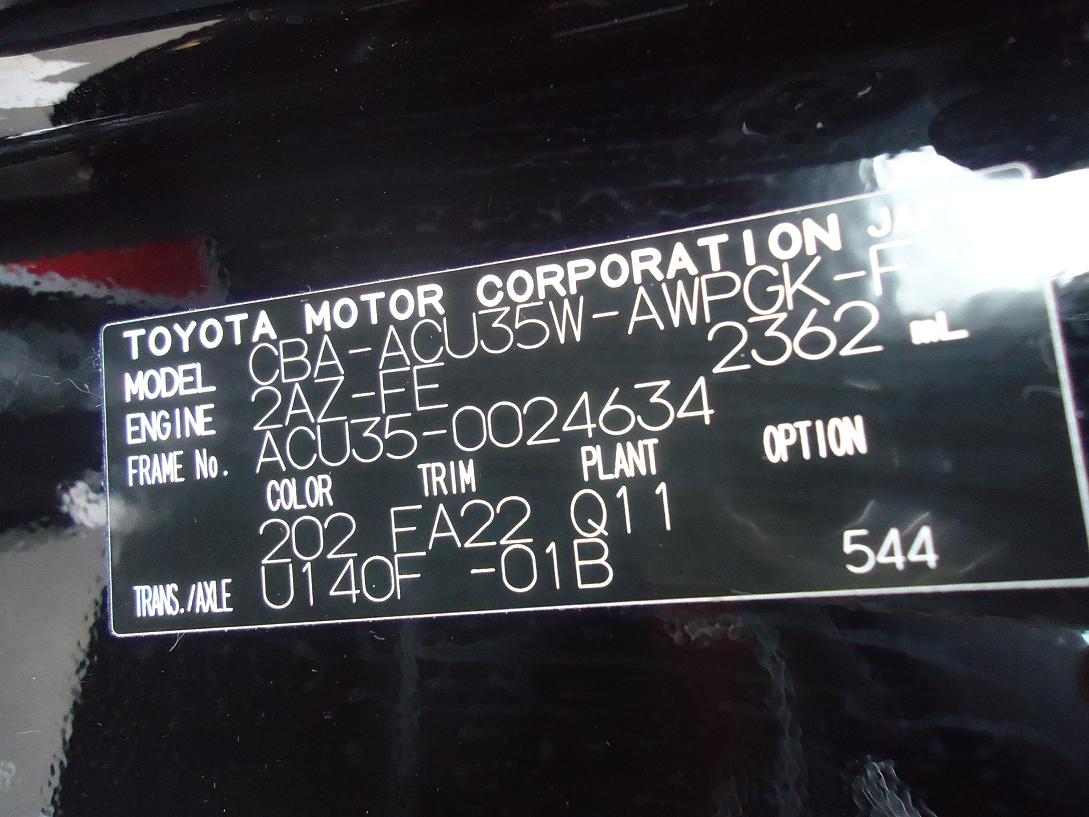 TOYOTA MOTOR CORPORATION JAPAN
MODEL CBA-ACU35W-AWPGK-F
ENGINE 2AZ-FE 2362 mL
FRAME No. ACU35-0024634
COLOR TRIM PLANT OPTION
202 FA22 Q11
TRANS./AXLE U140F -01B 544